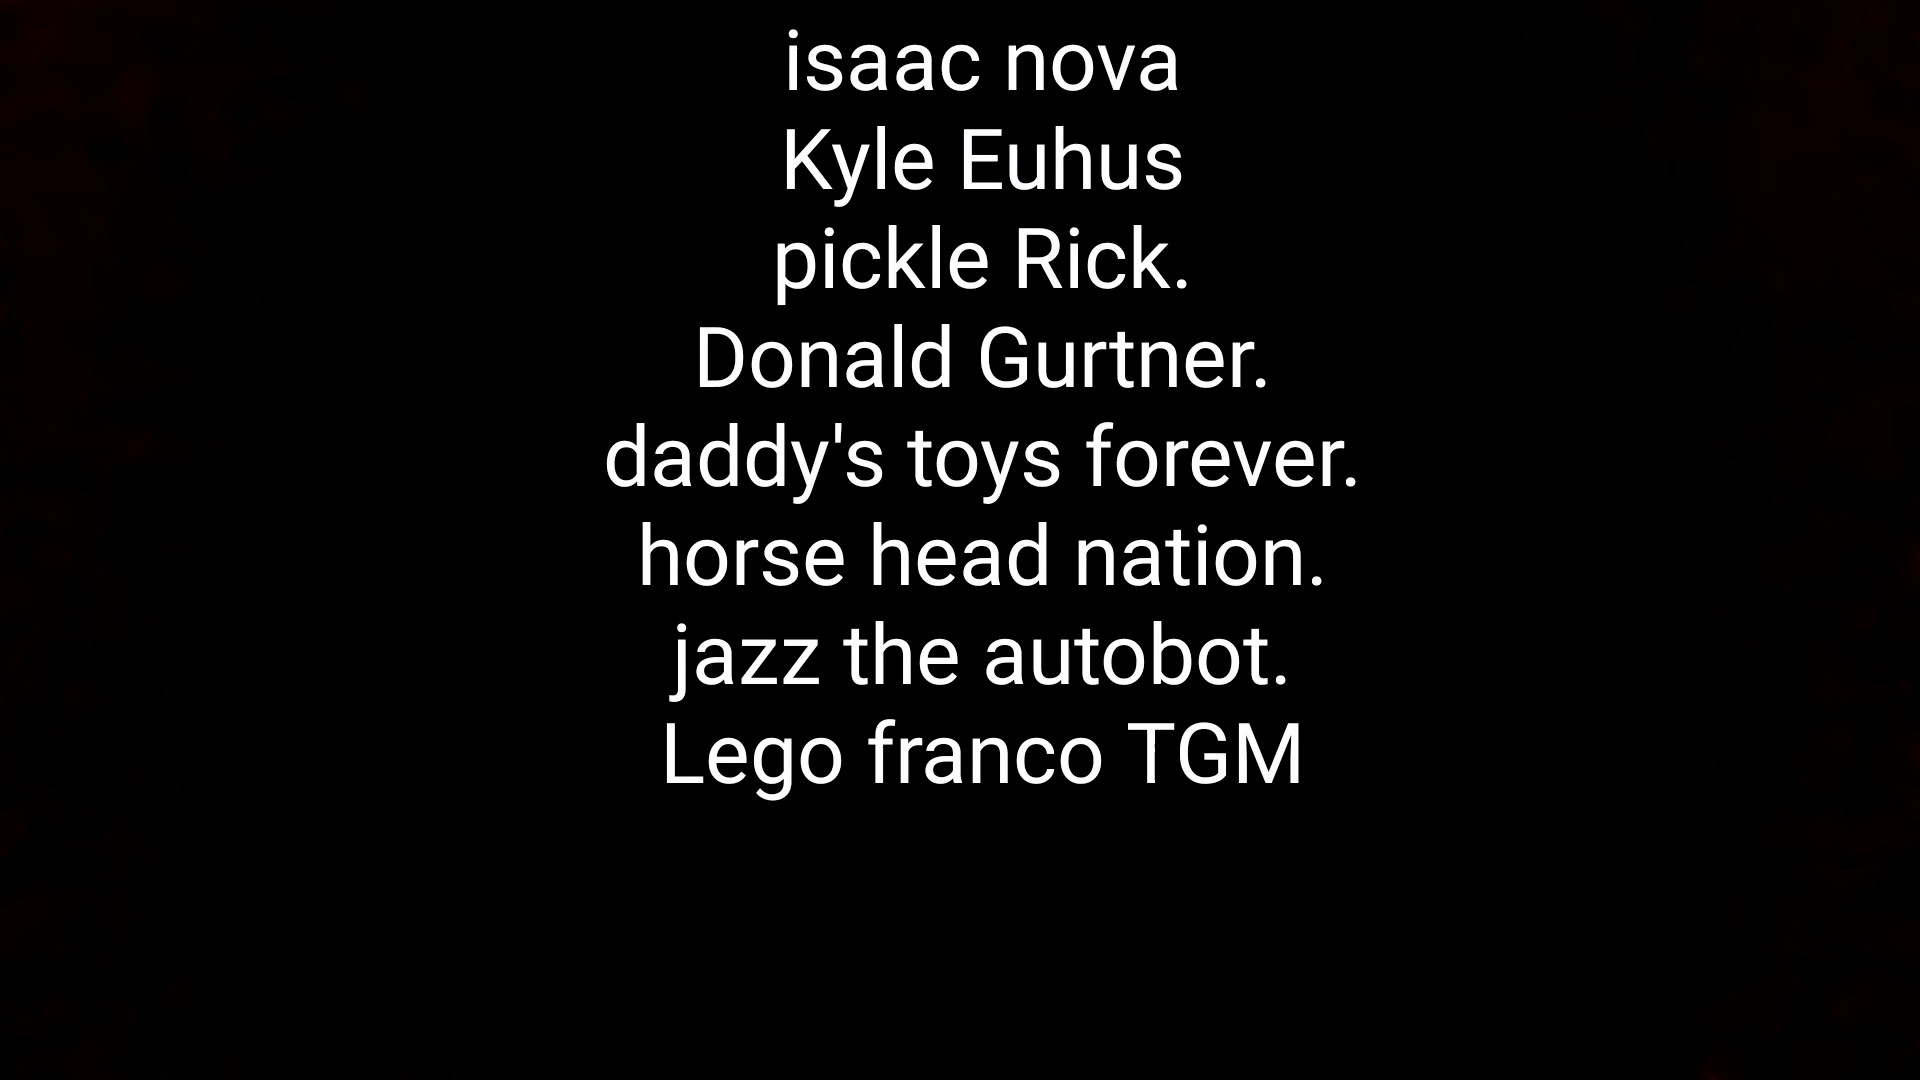 isaac nova
Kyle Euhus
pickle Rick.
Donald Gurtner.
daddy's toys forever.
horse head nation.
jazz the autobot.
Lego franco TGM